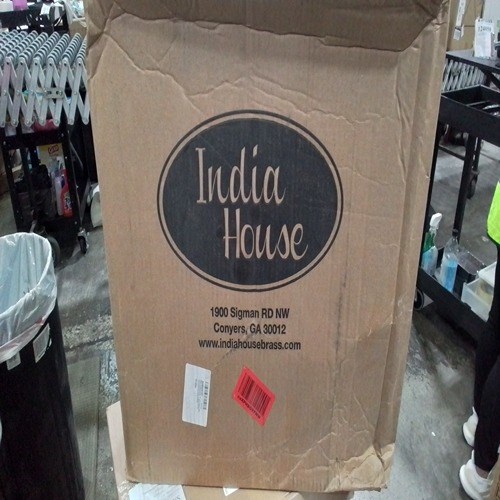 India
House
1900 Sigman RD NW
Conyers, GA 30012
www.indiahousebrass.com